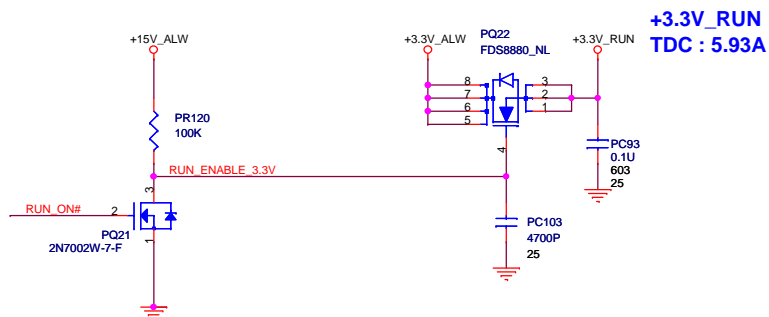 +3.3V_RUN
TDC : 5.93A
+15V_ALW
+3.3V_ALW
PQ22
FDS8880_NL
+3.3V_RUN
8
7
6
5
3
2
1
4
PR120
100K
PC93
0.1U
603
25
RUN_ENABLE_3.3V
3
RUN_ON#
2
1
PQ21
2N7002W-7-F
PC103
4700P
25